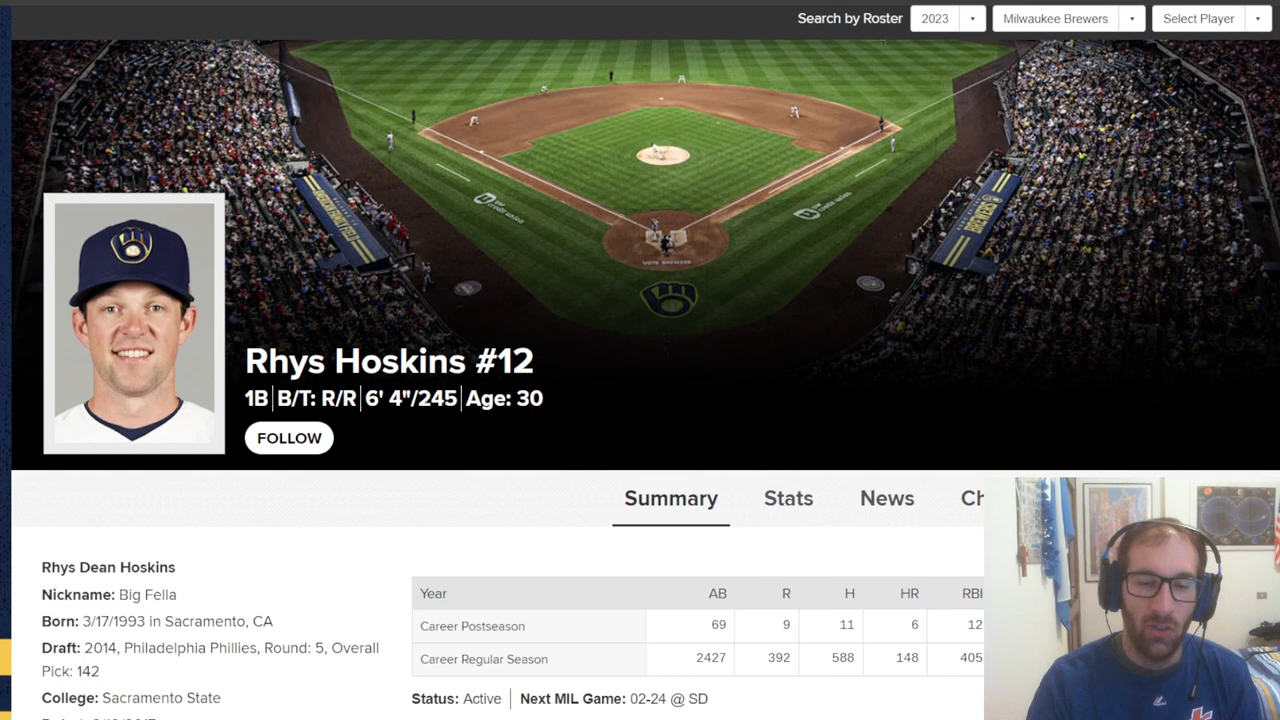 Search by Roster 2023 Milwaukee Brewers Select Player
BREWERS
Rhys Hoskins #12
1B B/T: R/R 6' 4"/245 Age: 30
FOLLOW
Summary Stats News Ch
Rhys Dean Hoskins
Nickname: Big Fella
Born: 3/17/1993 in Sacramento, CA
Draft: 2014, Philadelphia Phillies, Round: 5, Overall
Pick: 142
College: Sacramento State
Year AB R H HR RBI
Career Postseason 69 9 11 6 12
Career Regular Season 2427 392 588 148 405
Status: Active Next MIL Game: 02-24 @ SD